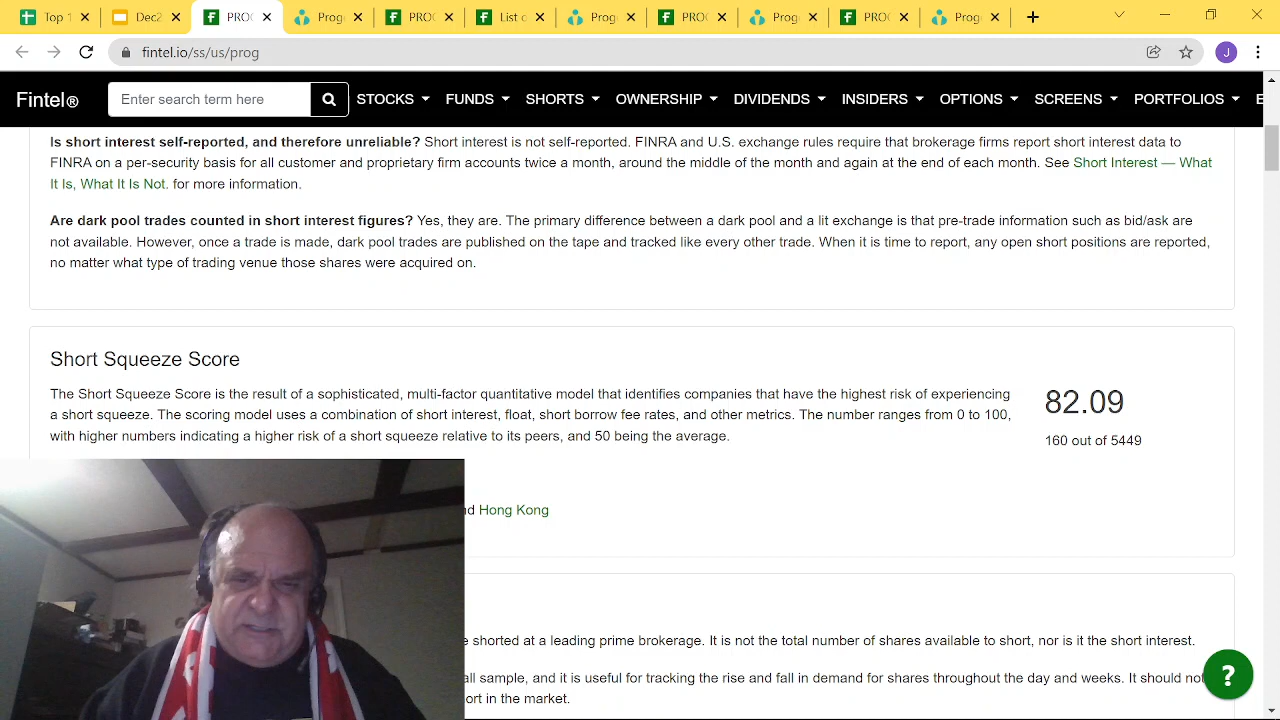 Top 1
Dec2
PROG
Prog
PROG
List o
Prog
PROG
Prog
PROG
Prog
fintel.io/ss/us/prog
J
Fintel®
Enter search term here
STOCKS
FUNDS
SHORTS
OWNERSHIP
DIVIDENDS
INSIDERS
OPTIONS
SCREENS
PORTFOLIOS
E
Is short interest self-reported, and therefore unreliable? Short interest is not self-reported. FINRA and U.S. exchange rules require that brokerage firms report short interest data to
FINRA on a per-security basis for all customer and proprietary firm accounts twice a month, around the middle of the month and again at the end of each month. See Short Interest — What
It Is, What It Is Not. for more information.
Are dark pool trades counted in short interest figures? Yes, they are. The primary difference between a dark pool and a lit exchange is that pre-trade information such as bid/ask are
not available. However, once a trade is made, dark pool trades are published on the tape and tracked like every other trade. When it is time to report, any open short positions are reported,
no matter what type of trading venue those shares were acquired on.
Short Squeeze Score
The Short Squeeze Score is the result of a sophisticated, multi-factor quantitative model that identifies companies that have the highest risk of experiencing
a short squeeze. The scoring model uses a combination of short interest, float, short borrow fee rates, and other metrics. The number ranges from 0 to 100,
with higher numbers indicating a higher risk of a short squeeze relative to its peers, and 50 being the average.
82.09
160 out of 5449
nd Hong Kong
e shorted at a leading prime brokerage. It is not the total number of shares available to short, nor is it the short interest.
all sample, and it is useful for tracking the rise and fall in demand for shares throughout the day and weeks. It should no
ort in the market.
?